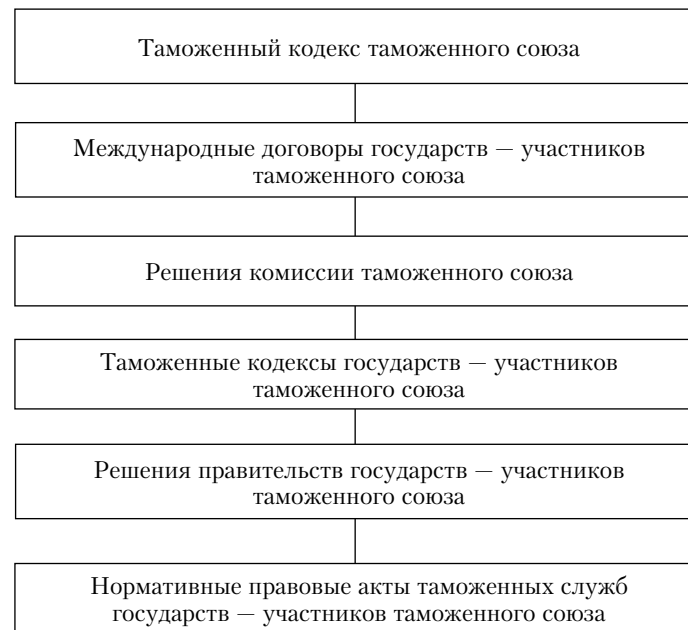 Таможенный кодекс таможенного союза
Международные договоры государств — участников
таможенного союза
Решения комиссии таможенного союза
Таможенные кодексы государств — участников
таможенного союза
Решения правительств государств — участников
таможенного союза
Нормативные правовые акты таможенных служб
государств — участников таможенного союза